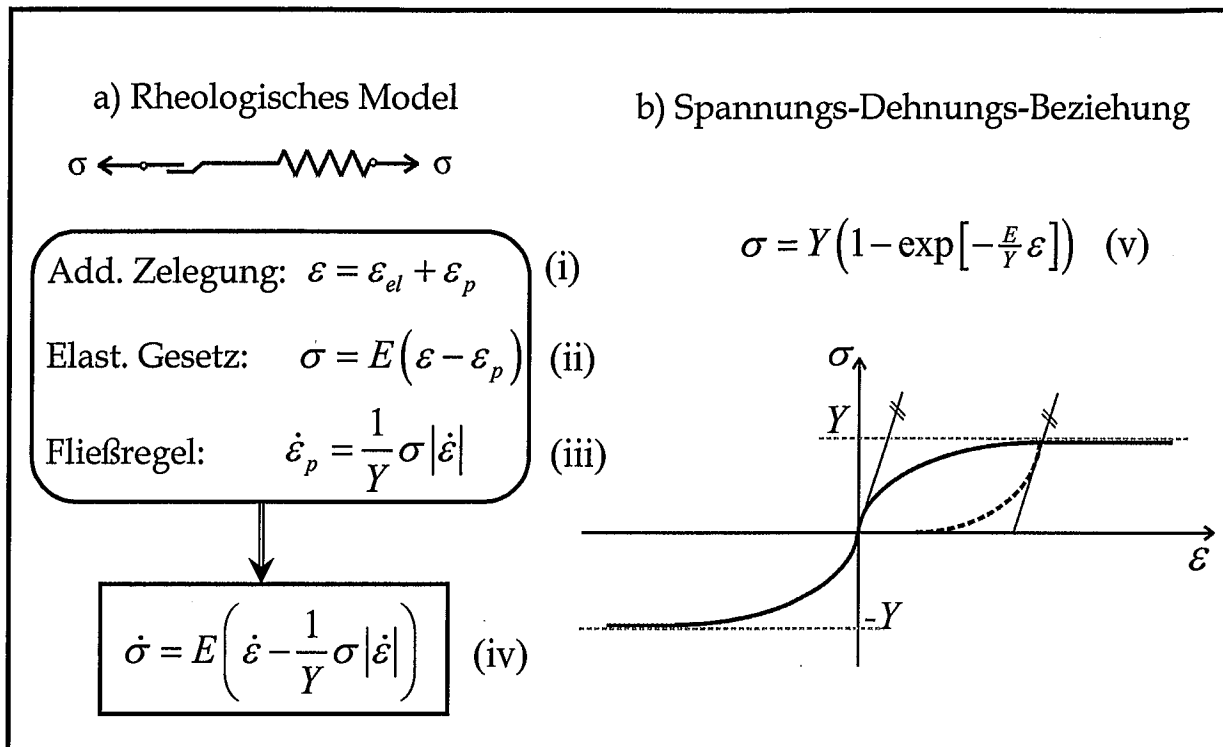 a) Rheologisches Model
σ σ
Add. Zelegung: ε = ε_el + ε_p (i)
Elast. Gesetz: σ = E(ε − ε_p) (ii)
Fließregel: ε̇_p = 1/Y σ|ε̇| (iii)
σ̇ = E(ε̇ − 1/Y σ|ε̇|) (iv)
b) Spannungs-Dehnungs-Beziehung
σ = Y(1 − exp[−E/Y ε]) (v)
σ
Y
ε
-Y